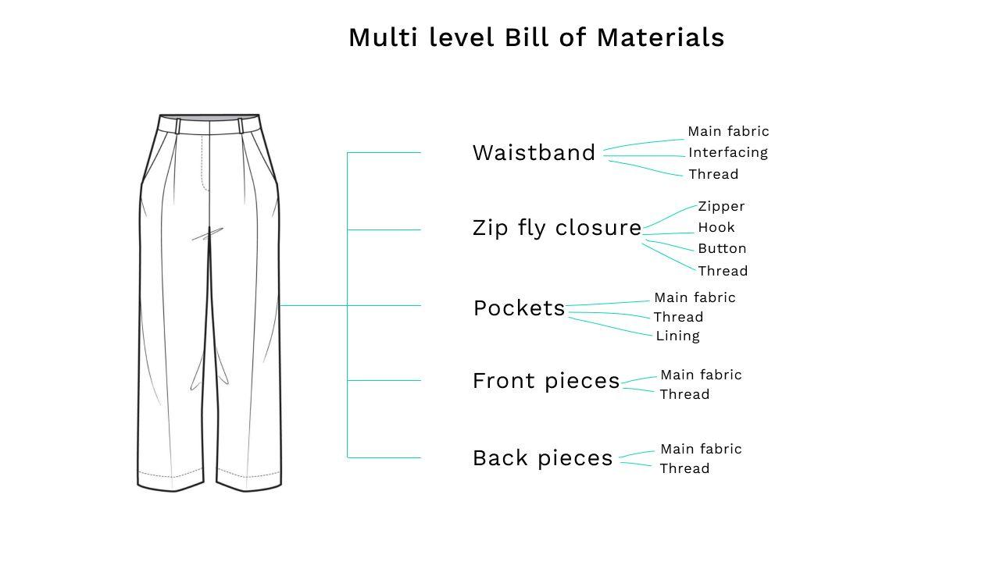 Multi level Bill of Materials
Waistband
Main fabric
Interfacing
Thread
Zip fly closure
Zipper
Hook
Button
Thread
Pockets
Main fabric
Thread
Lining
Front pieces
Main fabric
Thread
Back pieces
Main fabric
Thread